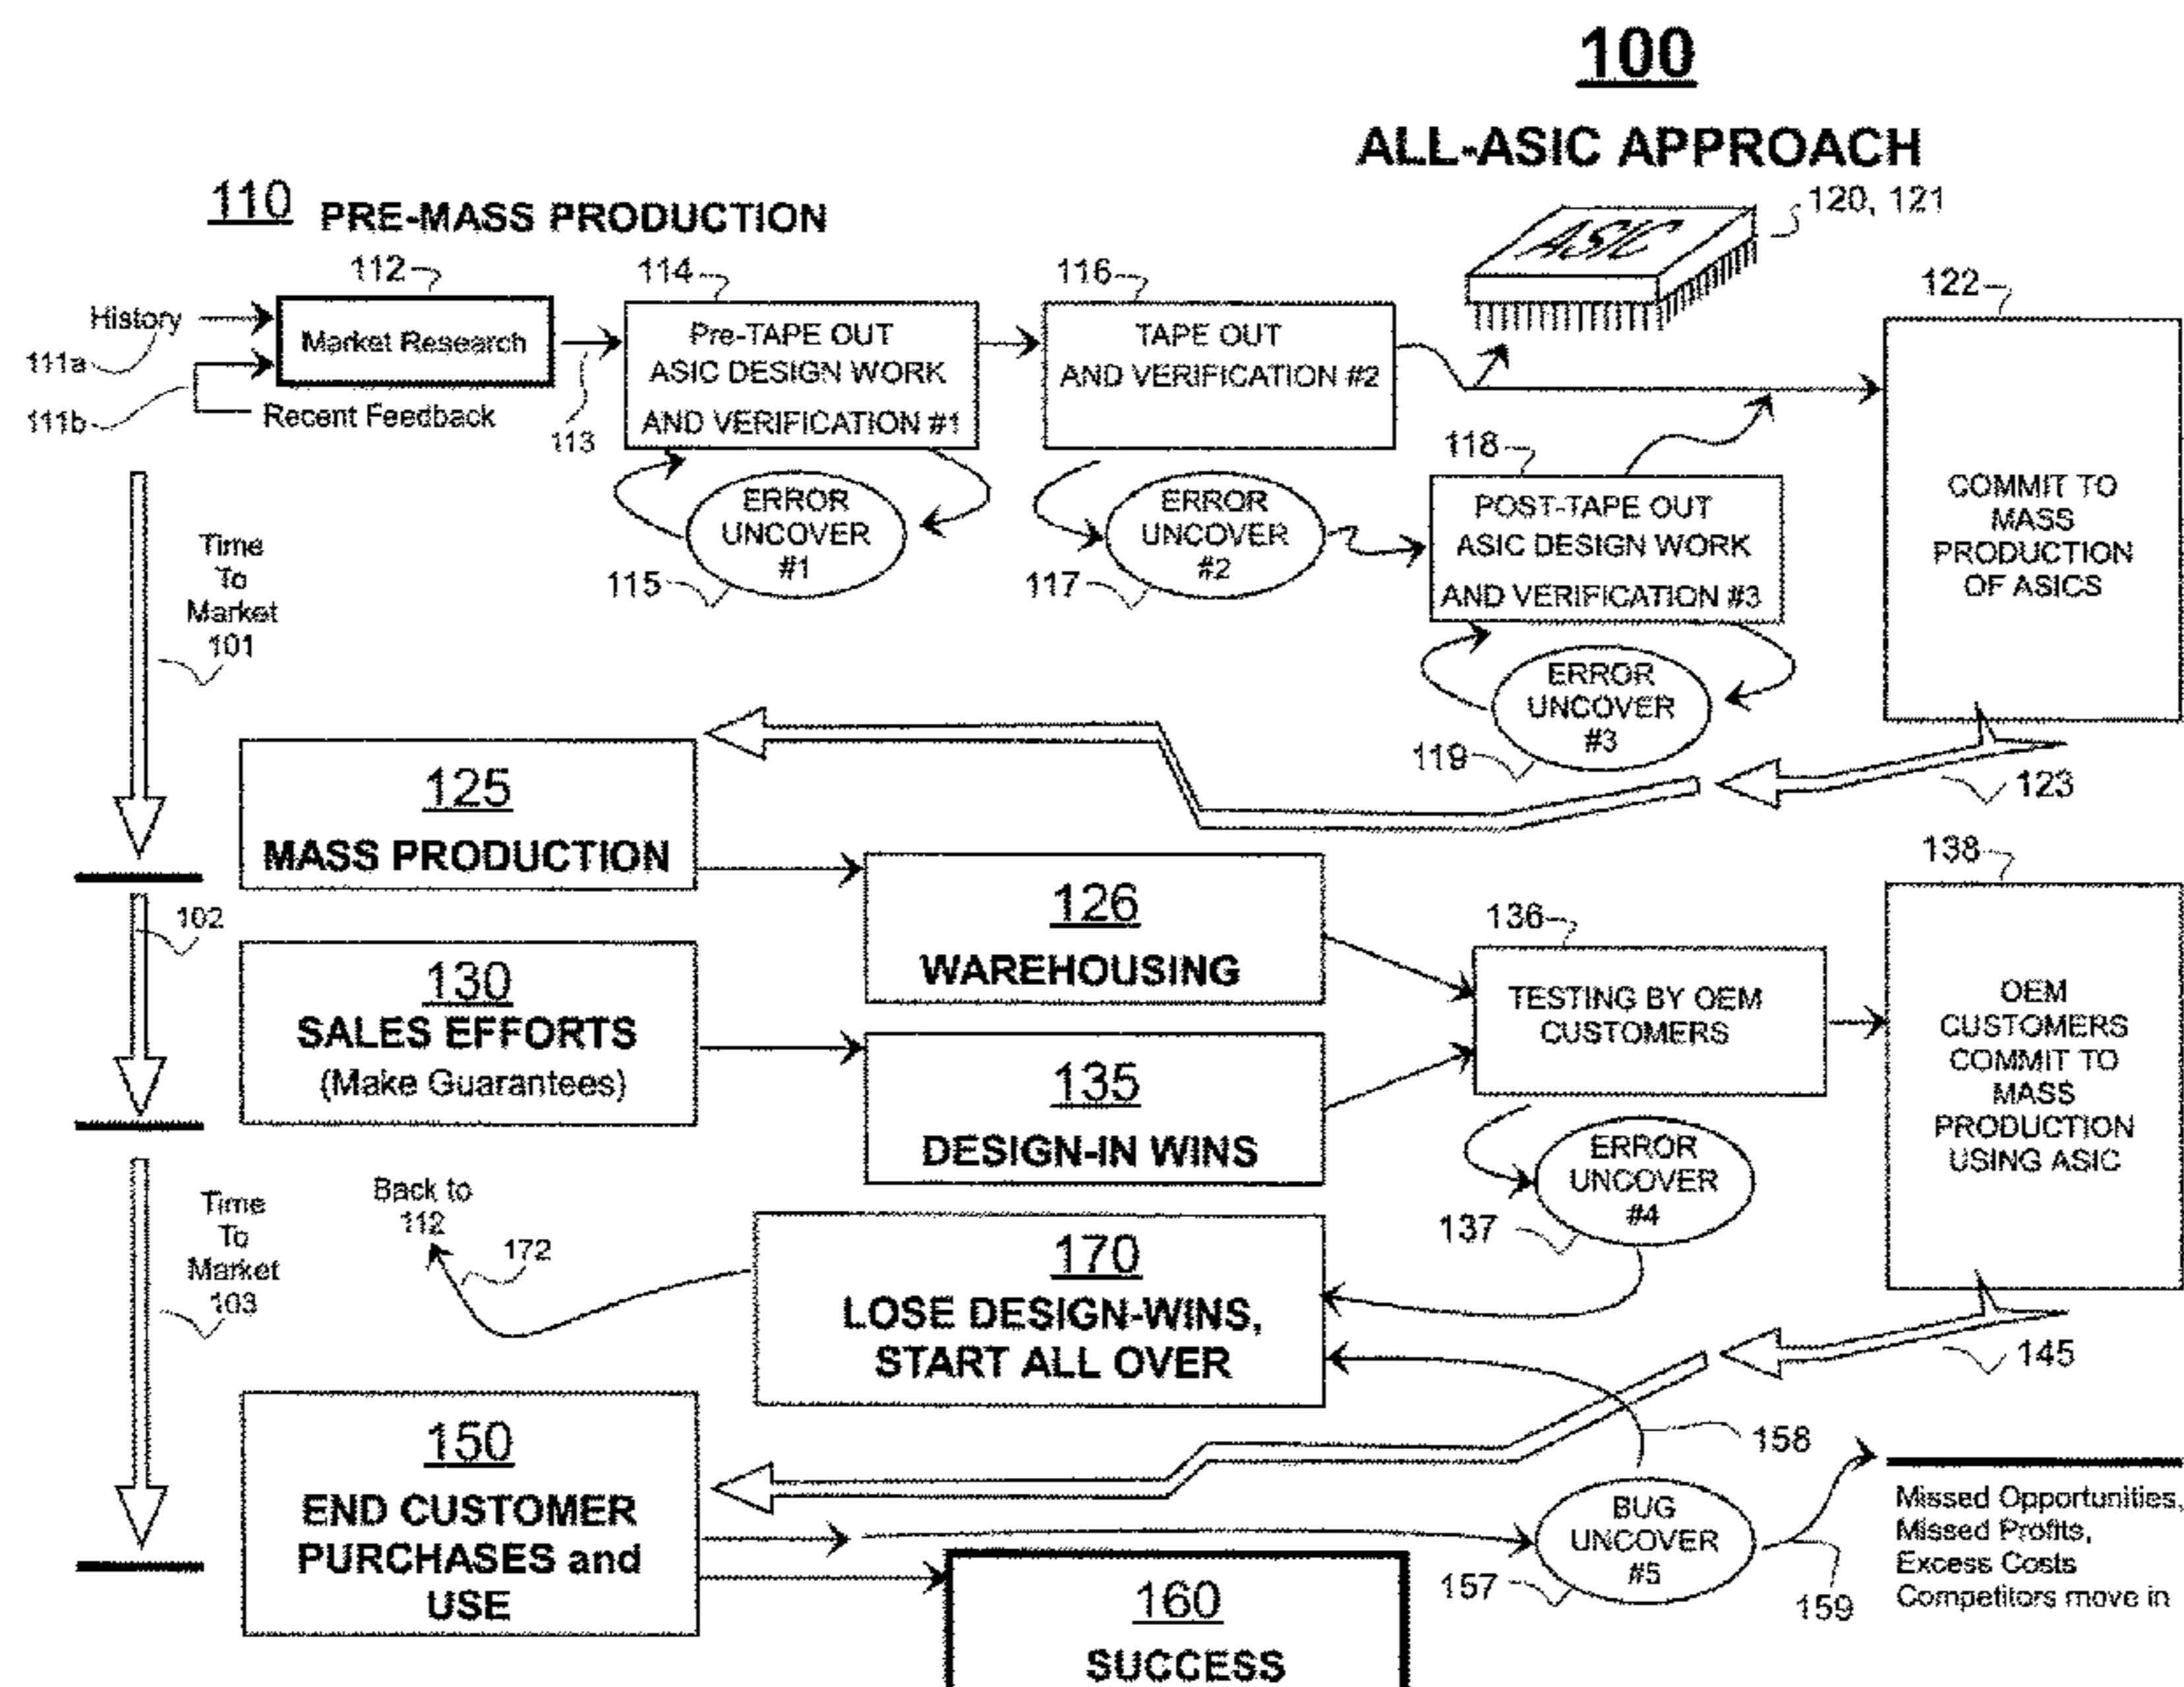 100
ALL-ASIC APPROACH
110 PRE-MASS PRODUCTION
120, 121
ASIC
112
114
116
122
History
111a
Market Research
111b
Recent Feedback
113
Pre-TAPE OUT
ASIC DESIGN WORK
AND VERIFICATION #1
TAPE OUT
AND VERIFICATION #2
118
POST-TAPE OUT
ASIC DESIGN WORK
AND VERIFICATION #3
COMMIT TO
MASS
PRODUCTION
OF ASICS
ERROR
UNCOVER
#1
115
ERROR
UNCOVER
#2
117
ERROR
UNCOVER
#3
119
123
Time
To
Market
101
125
MASS PRODUCTION
102
126
WAREHOUSING
130
SALES EFFORTS
(Make Guarantees)
135
DESIGN-IN WINS
136
TESTING BY OEM
CUSTOMERS
138
OEM
CUSTOMERS
COMMIT TO
MASS
PRODUCTION
USING ASIC
ERROR
UNCOVER
#4
137
Time
To
Market
103
Back to
112
172
170
LOSE DESIGN-WINS,
START ALL OVER
145
158
150
END CUSTOMER
PURCHASES and
USE
BUG
UNCOVER
#5
157
159
Missed Opportunities,
Missed Profits,
Excess Costs
Competitors move in
160
SUCCESS